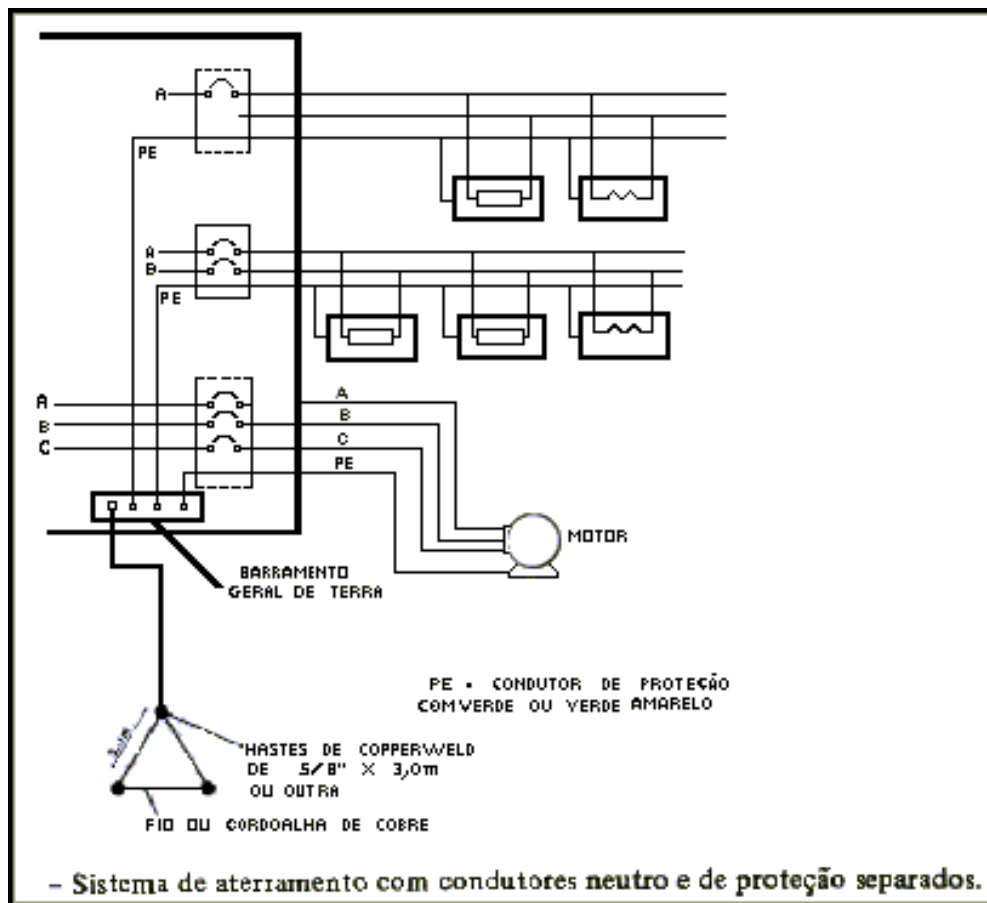 A
PE
A
B
PE
A
B
C
A
B
C
PE
MOTOR
BARRAMENTO
GERAL DE TERRA
PE - CONDUTOR DE PROTEÇÃO
COM VERDE OU VERDE AMARELO
3,0m
HASTES DE COPPERWELD
DE 5/8" X 3,0m
OU OUTRA
FIO OU CORDOALHA DE COBRE
- Sistema de aterramento com condutores neutro e de proteção separados.